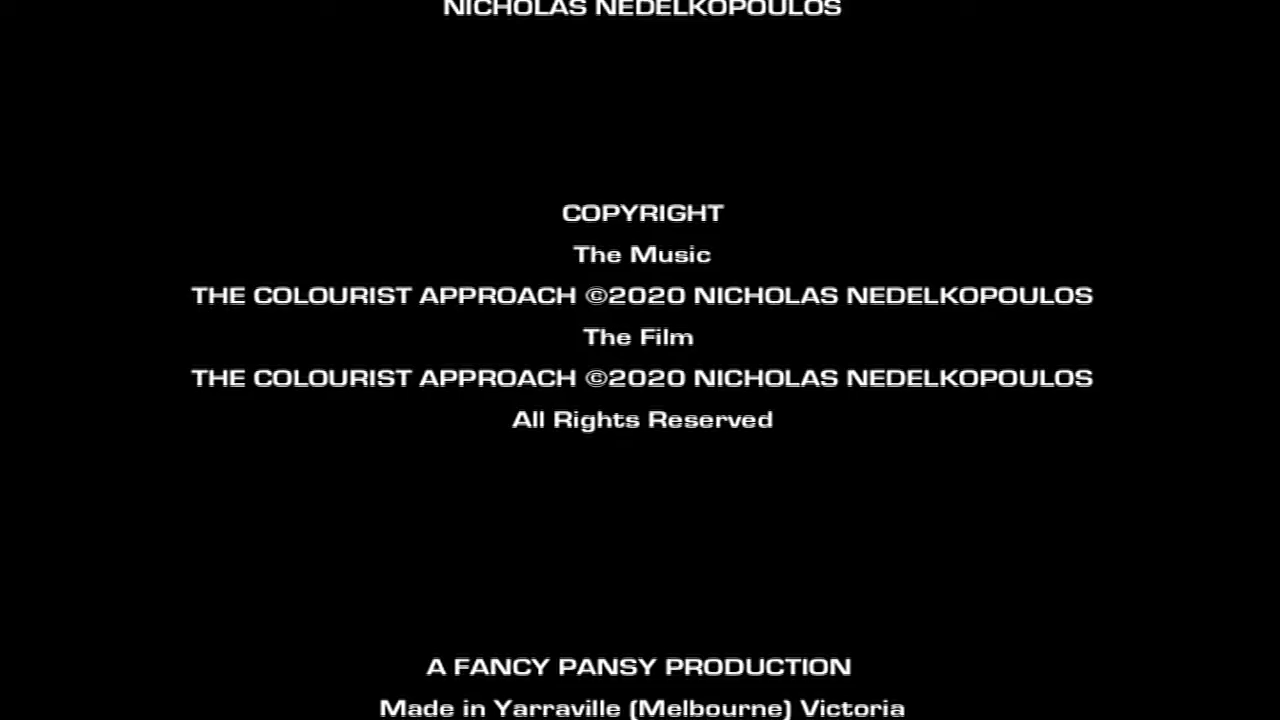 NICHOLAS NEDELKOPOULOS
COPYRIGHT
The Music
THE COLOURIST APPROACH ©2020 NICHOLAS NEDELKOPOULOS
The Film
THE COLOURIST APPROACH ©2020 NICHOLAS NEDELKOPOULOS
All Rights Reserved
A FANCY PANSY PRODUCTION
Made in Yarraville (Melbourne) Victoria